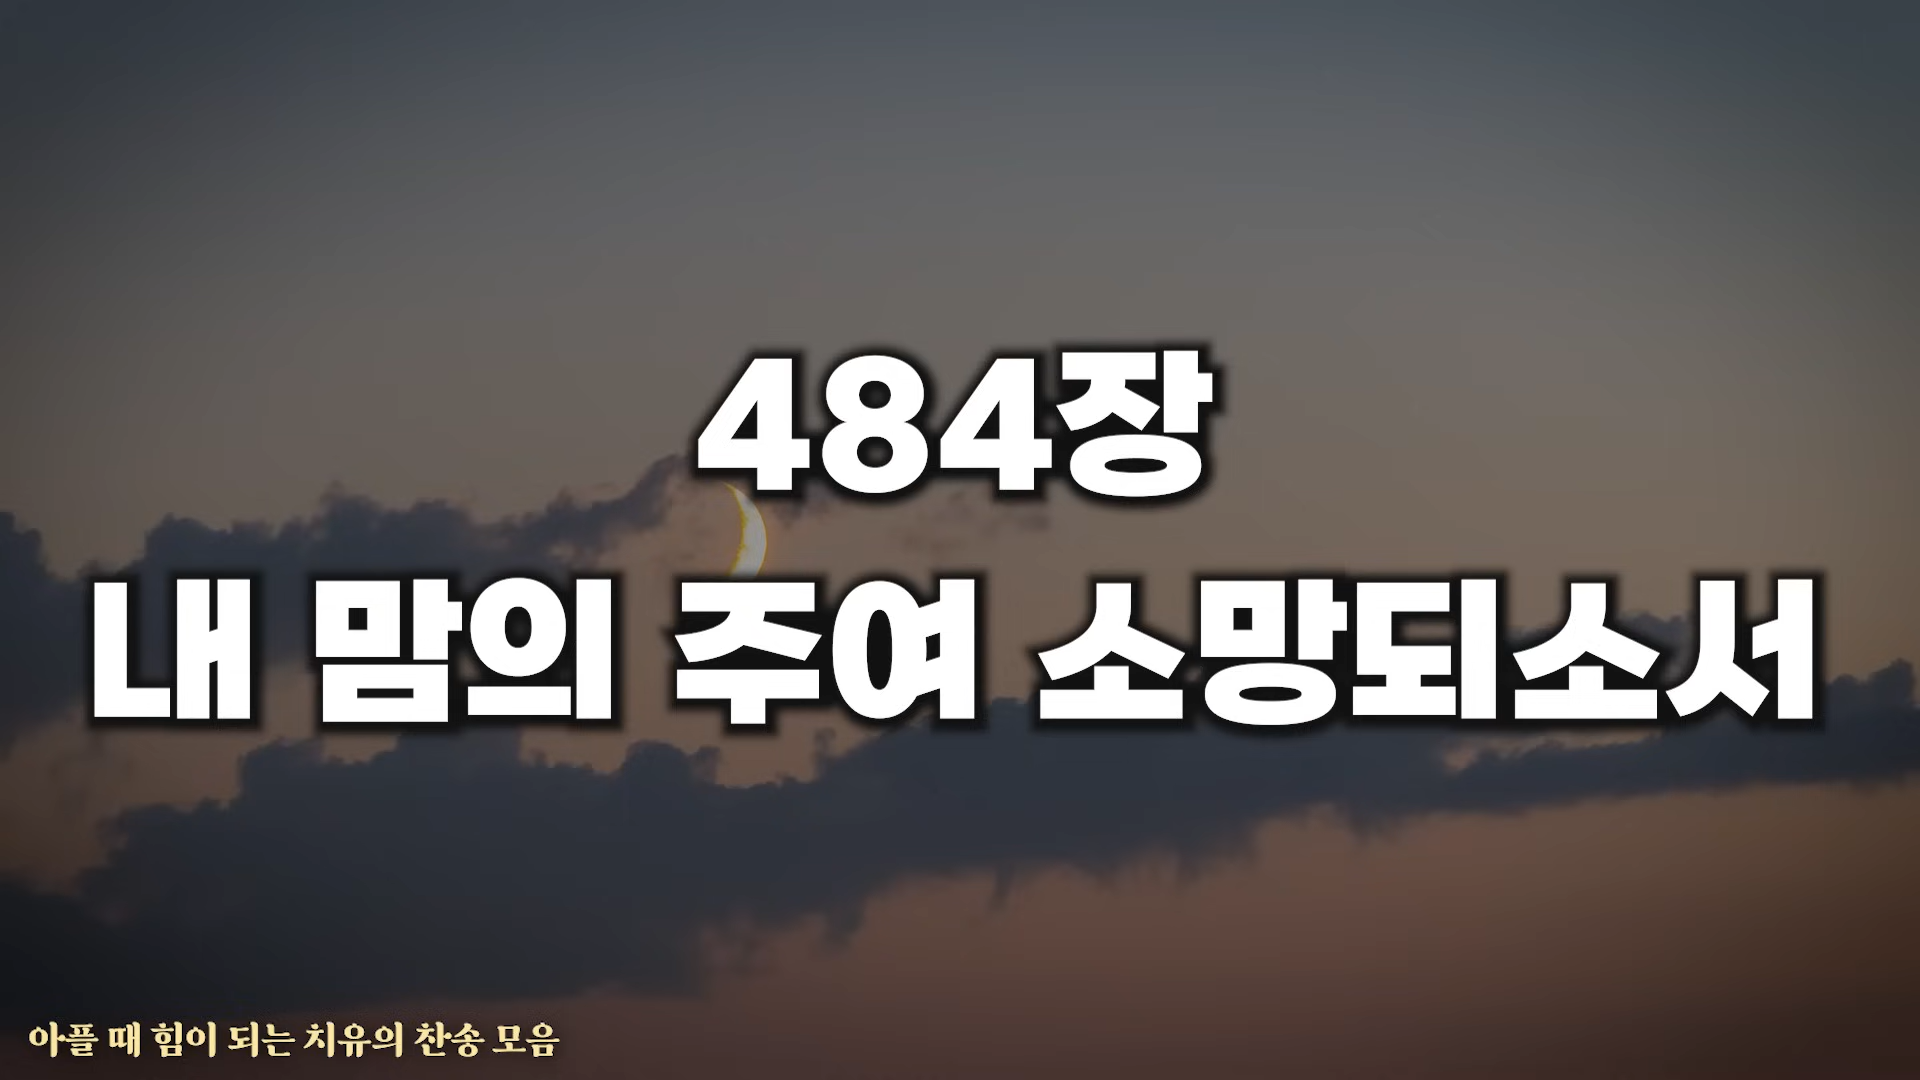 484장
내 맘의 주여 소망되소서
아플 때 힘이 되는 치유의 찬송 모음